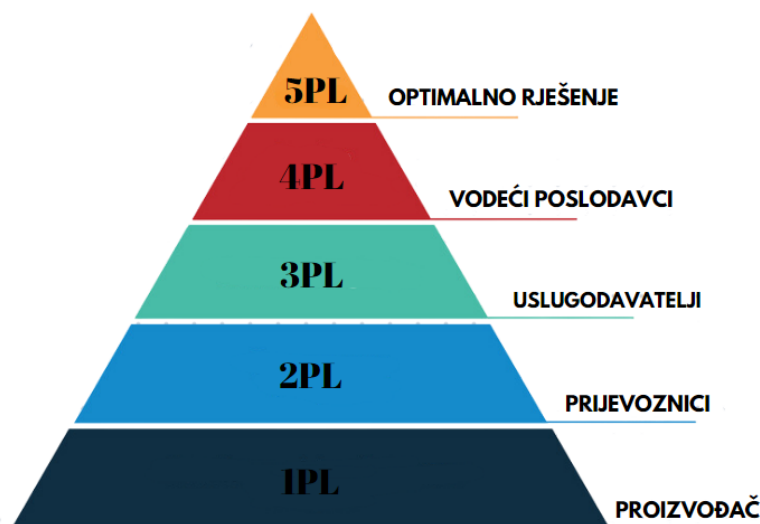 5PL
OPTIMALNO RJEŠENJE
4PL
VODEĆI POSLODAVCI
3PL
USLUGODAVATELJI
2PL
PRIJEVOZNICI
1PL
PROIZVOĐAČ